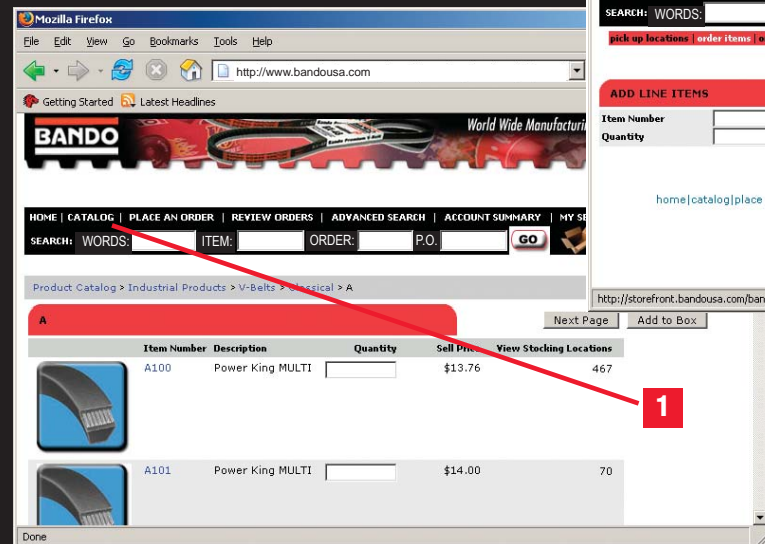 Mozilla Firefox
File Edit View Go Bookmarks Tools Help
http://www.bandousa.com
Getting Started Latest Headlines
BANDO
World Wide Manufacturi
HOME | CATALOG | PLACE AN ORDER | REVIEW ORDERS | ADVANCED SEARCH | ACCOUNT SUMMARY | MY SE
SEARCH: WORDS: ITEM: ORDER: P.O. GO
Product Catalog > Industrial Products > V-Belts > Classical > A
A
Next Page Add to Box
Item Number Description Quantity Sell Price View Stocking Locations
A100 Power King MULTI $13.76 467
1
A101 Power King MULTI $14.00 70
Done
SEARCH: WORDS:
pick up locations | order items | o
ADD LINE ITEMS
Item Number
Quantity
home|catalog|place
http://storefront.bandousa.com/ban